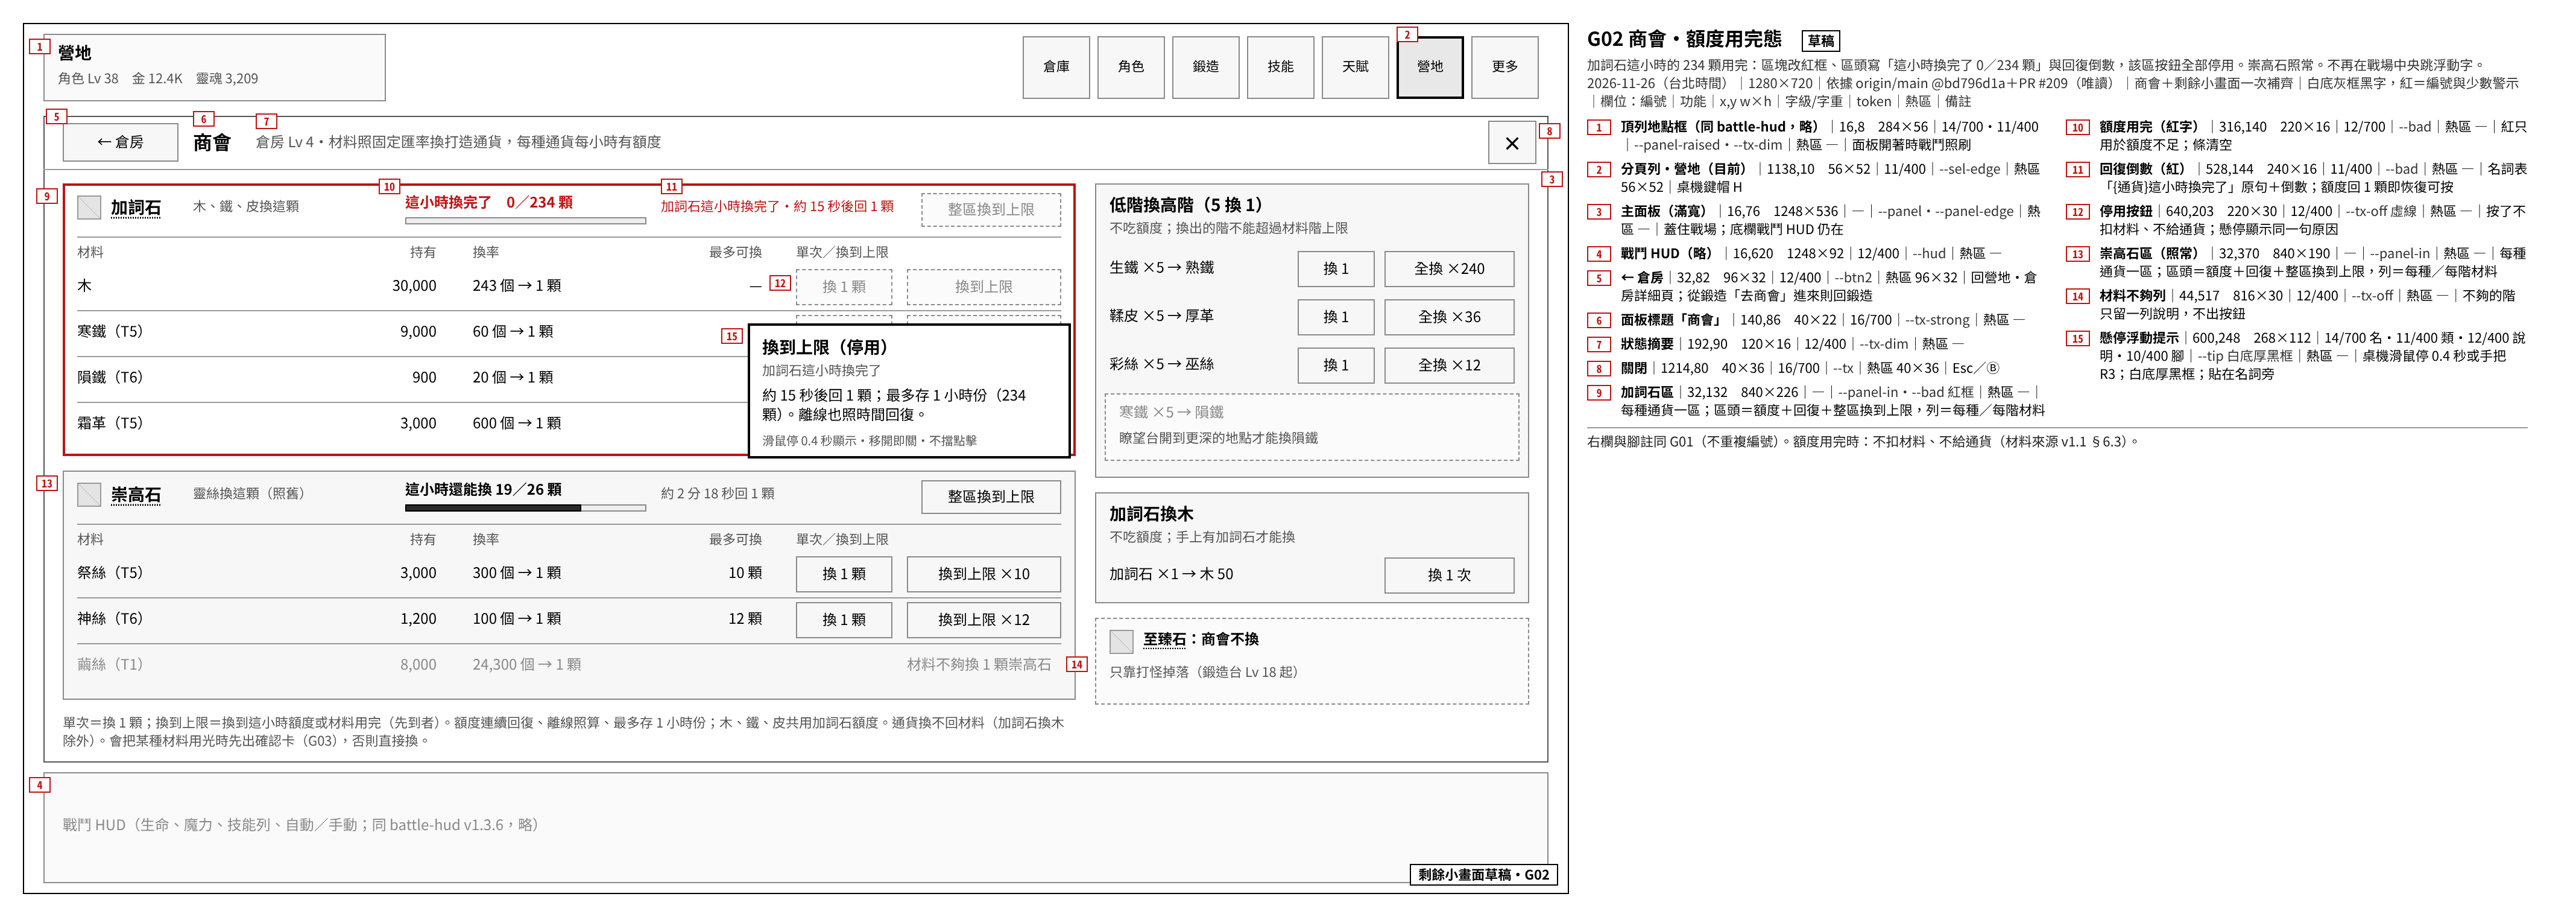 1
營地
角色 Lv 38 金 12.4K 靈魂 3,209
倉庫
角色
鍛造
技能
天賦
2
營地
更多
5
← 倉房
6
商會
7
倉房 Lv 4・材料照固定匯率換打造通貨，每種通貨每小時有額度
×
8
3
9
加詞石
木、鐵、皮換這顆
10
這小時換完了 0／234 顆
11
加詞石這小時換完了・約 15 秒後回 1 顆
整區換到上限
材料 持有 換率 最多可換 單次／換到上限
木 30,000 243 個 → 1 顆 — 12 換 1 顆 換到上限
寒鐵（T5） 9,000 60 個 → 1 顆
隕鐵（T6） 900 20 個 → 1 顆
霜革（T5） 3,000 600 個 → 1 顆
15
換到上限（停用）
加詞石這小時換完了
約 15 秒後回 1 顆；最多存 1 小時份（234
顆）。離線也照時間回復。
滑鼠停 0.4 秒顯示・移開即關・不擋點擊
13
崇高石
靈絲換這顆（照舊）
這小時還能換 19／26 顆
約 2 分 18 秒回 1 顆
整區換到上限
材料 持有 換率 最多可換 單次／換到上限
祭絲（T5） 3,000 300 個 → 1 顆 10 顆 換 1 顆 換到上限 ×10
神絲（T6） 1,200 100 個 → 1 顆 12 顆 換 1 顆 換到上限 ×12
繭絲（T1） 8,000 24,300 個 → 1 顆 材料不夠換 1 顆崇高石 14
單次＝換 1 顆；換到上限＝換到這小時額度或材料用完（先到者）。額度連續回復、離線照算、最多存 1 小時份；木、鐵、皮共用加詞石額度。通貨換不回材料（加詞石換木
除外）。會把某種材料用光時先出確認卡（G03），否則直接換。
低階換高階（5 換 1）
不吃額度；換出的階不能超過材料階上限
生鐵 ×5 → 熟鐵 換 1 全換 ×240
鞣皮 ×5 → 厚革 換 1 全換 ×36
彩絲 ×5 → 巫絲 換 1 全換 ×12
寒鐵 ×5 → 隕鐵
瞭望台開到更深的地點才能換隕鐵
加詞石換木
不吃額度；手上有加詞石才能換
加詞石 ×1 → 木 50 換 1 次
至臻石：商會不換
只靠打怪掉落（鍛造台 Lv 18 起）
4
戰鬥 HUD（生命、魔力、技能列、自動／手動；同 battle-hud v1.3.6，略）
剩餘小畫面草稿・G02
G02 商會・額度用完態 草稿
加詞石這小時的 234 顆用完：區塊改紅框、區頭寫「這小時換完了 0／234 顆」與回復倒數，該區按鈕全部停用。崇高石照常。不再在戰場中央跳浮動字。
2026-11-26（台北時間）｜1280×720｜依據 origin/main @bd796d1a＋PR #209（唯讀）｜商會＋剩餘小畫面一次補齊｜白底灰框黑字，紅＝編號與少數警示
｜欄位：編號｜功能｜x,y w×h｜字級/字重｜token｜熱區｜備註
1 頂列地點框（同 battle-hud，略）｜16,8 284×56｜14/700・11/400
｜--panel-raised・--tx-dim｜熱區 —｜面板開著時戰鬥照刷
2 分頁列・營地（目前）｜1138,10 56×52｜11/400｜--sel-edge｜熱區
56×52｜桌機鍵帽 H
3 主面板（滿寬）｜16,76 1248×536｜—｜--panel・--panel-edge｜熱
區 —｜蓋住戰場；底欄戰鬥 HUD 仍在
4 戰鬥 HUD（略）｜16,620 1248×92｜12/400｜--hud｜熱區 —
5 ← 倉房｜32,82 96×32｜12/400｜--btn2｜熱區 96×32｜回營地・倉
房詳細頁；從鍛造「去商會」進來則回鍛造
6 面板標題「商會」｜140,86 40×22｜16/700｜--tx-strong｜熱區 —
7 狀態摘要｜192,90 120×16｜12/400｜--tx-dim｜熱區 —
8 關閉｜1214,80 40×36｜16/700｜--tx｜熱區 40×36｜Esc／Ⓑ
9 加詞石區｜32,132 840×226｜—｜--panel-in・--bad 紅框｜熱區 —｜
每種通貨一區；區頭＝額度＋回復＋整區換到上限，列＝每種／每階材料
10 額度用完（紅字）｜316,140 220×16｜12/700｜--bad｜熱區 —｜紅只
用於額度不足；條清空
11 回復倒數（紅）｜528,144 240×16｜11/400｜--bad｜熱區 —｜名詞表
「{通貨}這小時換完了」原句＋倒數；額度回 1 顆即恢復可按
12 停用按鈕｜640,203 220×30｜12/400｜--tx-off 虛線｜熱區 —｜按了不
扣材料、不給通貨；懸停顯示同一句原因
13 崇高石區（照常）｜32,370 840×190｜—｜--panel-in｜熱區 —｜每種
通貨一區；區頭＝額度＋回復＋整區換到上限，列＝每種／每階材料
14 材料不夠列｜44,517 816×30｜12/400｜--tx-off｜熱區 —｜不夠的階
只留一列說明，不出按鈕
15 懸停浮動提示｜600,248 268×112｜14/700 名・11/400 類・12/400 說
明・10/400 腳｜--tip 白底厚黑框｜熱區 —｜桌機滑鼠停 0.4 秒或手把
R3；白底厚黑框；貼在名詞旁
右欄與腳註同 G01（不重複編號）。額度用完時：不扣材料、不給通貨（材料來源 v1.1 §6.3）。